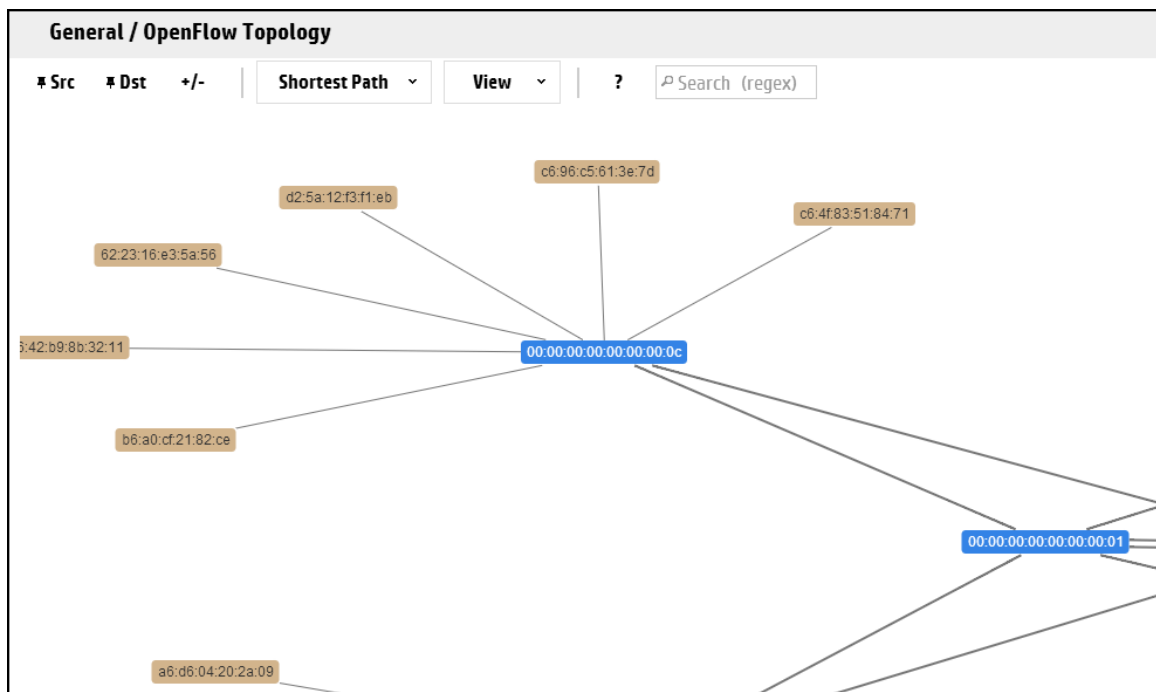 General / OpenFlow Topology
Src Dst +/- Shortest Path View ? Search (regex)
c6:96:c5:61:3e:7d
d2:5a:12:f3:f1:eb
c6:4f:83:51:84:71
62:23:16:e3:5a:56
:42:b9:8b:32:11
00:00:00:00:00:00:00:0c
b6:a0:cf:21:82:ce
00:00:00:00:00:00:00:01
a6:d6:04:20:2a:09